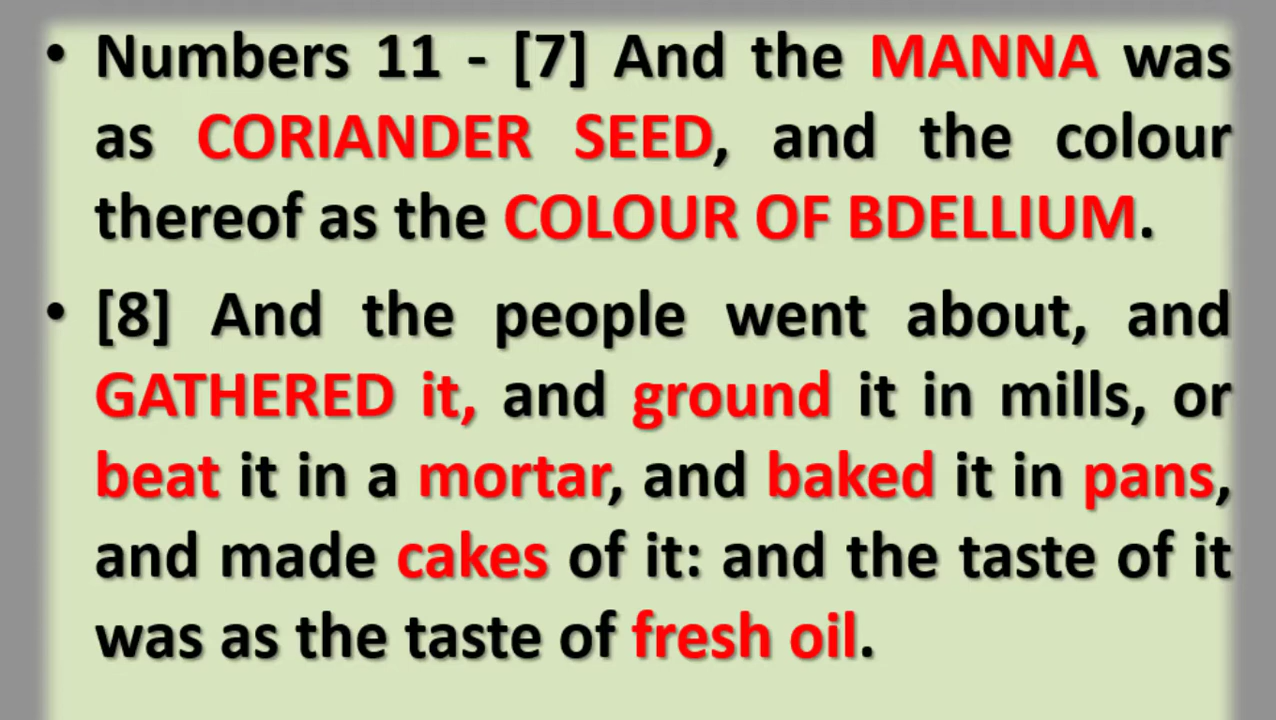 • Numbers 11 - [7] And the MANNA was
as CORIANDER SEED, and the colour
thereof as the COLOUR OF BDELLIUM.
• [8] And the people went about, and
GATHERED it, and ground it in mills, or
beat it in a mortar, and baked it in pans,
and made cakes of it: and the taste of it
was as the taste of fresh oil.